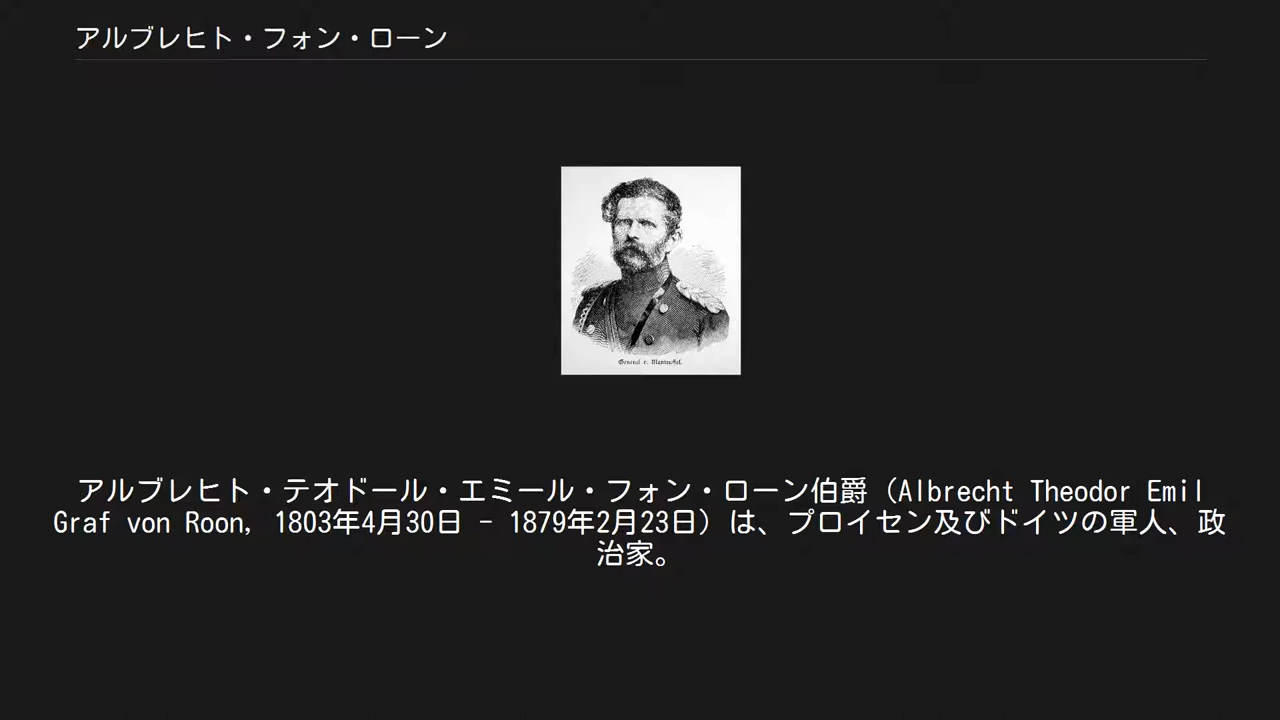 アルブレヒト・フォン・ローン
General v. Manteuffel.
アルブレヒト・テオドール・エミール・フォン・ローン伯爵（Albrecht Theodor Emil
Graf von Roon, 1803年4月30日 - 1879年2月23日）は、プロイセン及びドイツの軍人、政
治家。